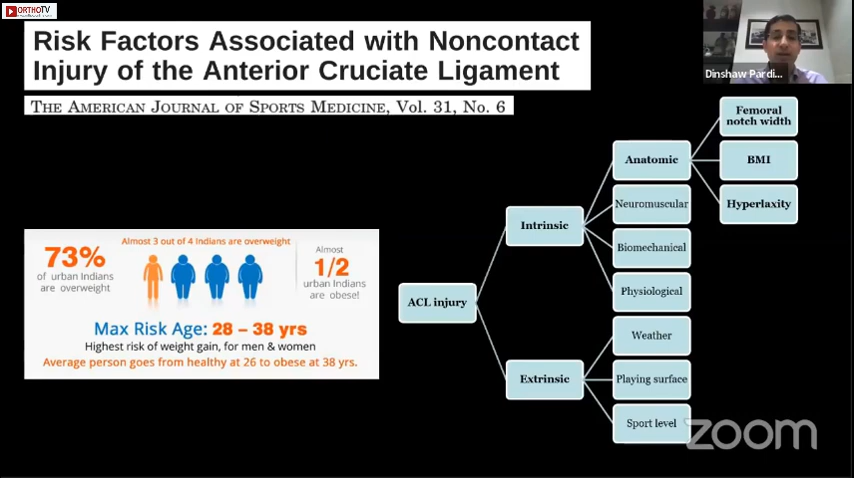 ORTHOTV
Risk Factors Associated with Noncontact
Injury of the Anterior Cruciate Ligament
THE AMERICAN JOURNAL OF SPORTS MEDICINE, Vol. 31, No. 6
Dinshaw Pardi...
73%
of urban Indians
are overweight
Almost 3 out of 4 Indians are overweight
Almost
1/2
urban Indians
are obese!
Max Risk Age: 28 – 38 yrs
Highest risk of weight gain, for men & women
Average person goes from healthy at 26 to obese at 38 yrs.
ACL injury
Intrinsic
Extrinsic
Anatomic
Neuromuscular
Biomechanical
Physiological
Weather
Playing surface
Sport level
Femoral
notch width
BMI
Hyperlaxity
zoom